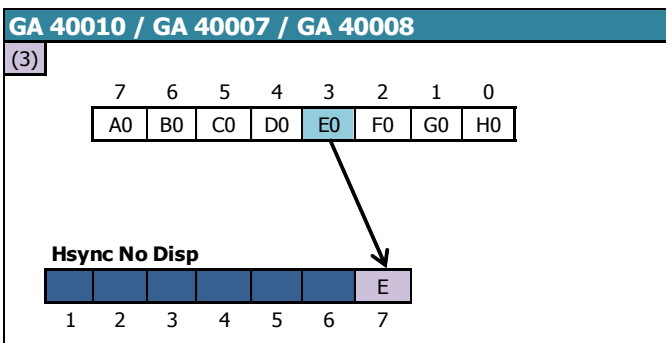 GA 40010 / GA 40007 / GA 40008
(3)
7 6 5 4 3 2 1 0
A0 B0 C0 D0 E0 F0 G0 H0
Hsync No Disp
E
1 2 3 4 5 6 7